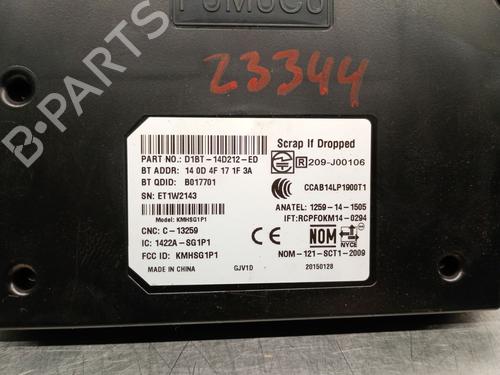 FoMoCo
23344
B-PARTS
Scrap If Dropped
PART NO.: D1BT-14D212-ED
R 209-J00106
BT ADDR: 14 0D 4F 17 1F 3A
BT QDID: B017701
CCAB14LP1900T1
SN: ET1W2143
ANATEL: 1259-14-1505
Model: KMHSG1P1
IFT: RCPFOKM14-0294
CNC: C-13259
IC: 1422A-SG1P1
CE
NOM
NYCE
FCC ID: KMHSG1P1
NOM-121-SCT1-2009
MADE IN CHINA
GJV1D
20150128